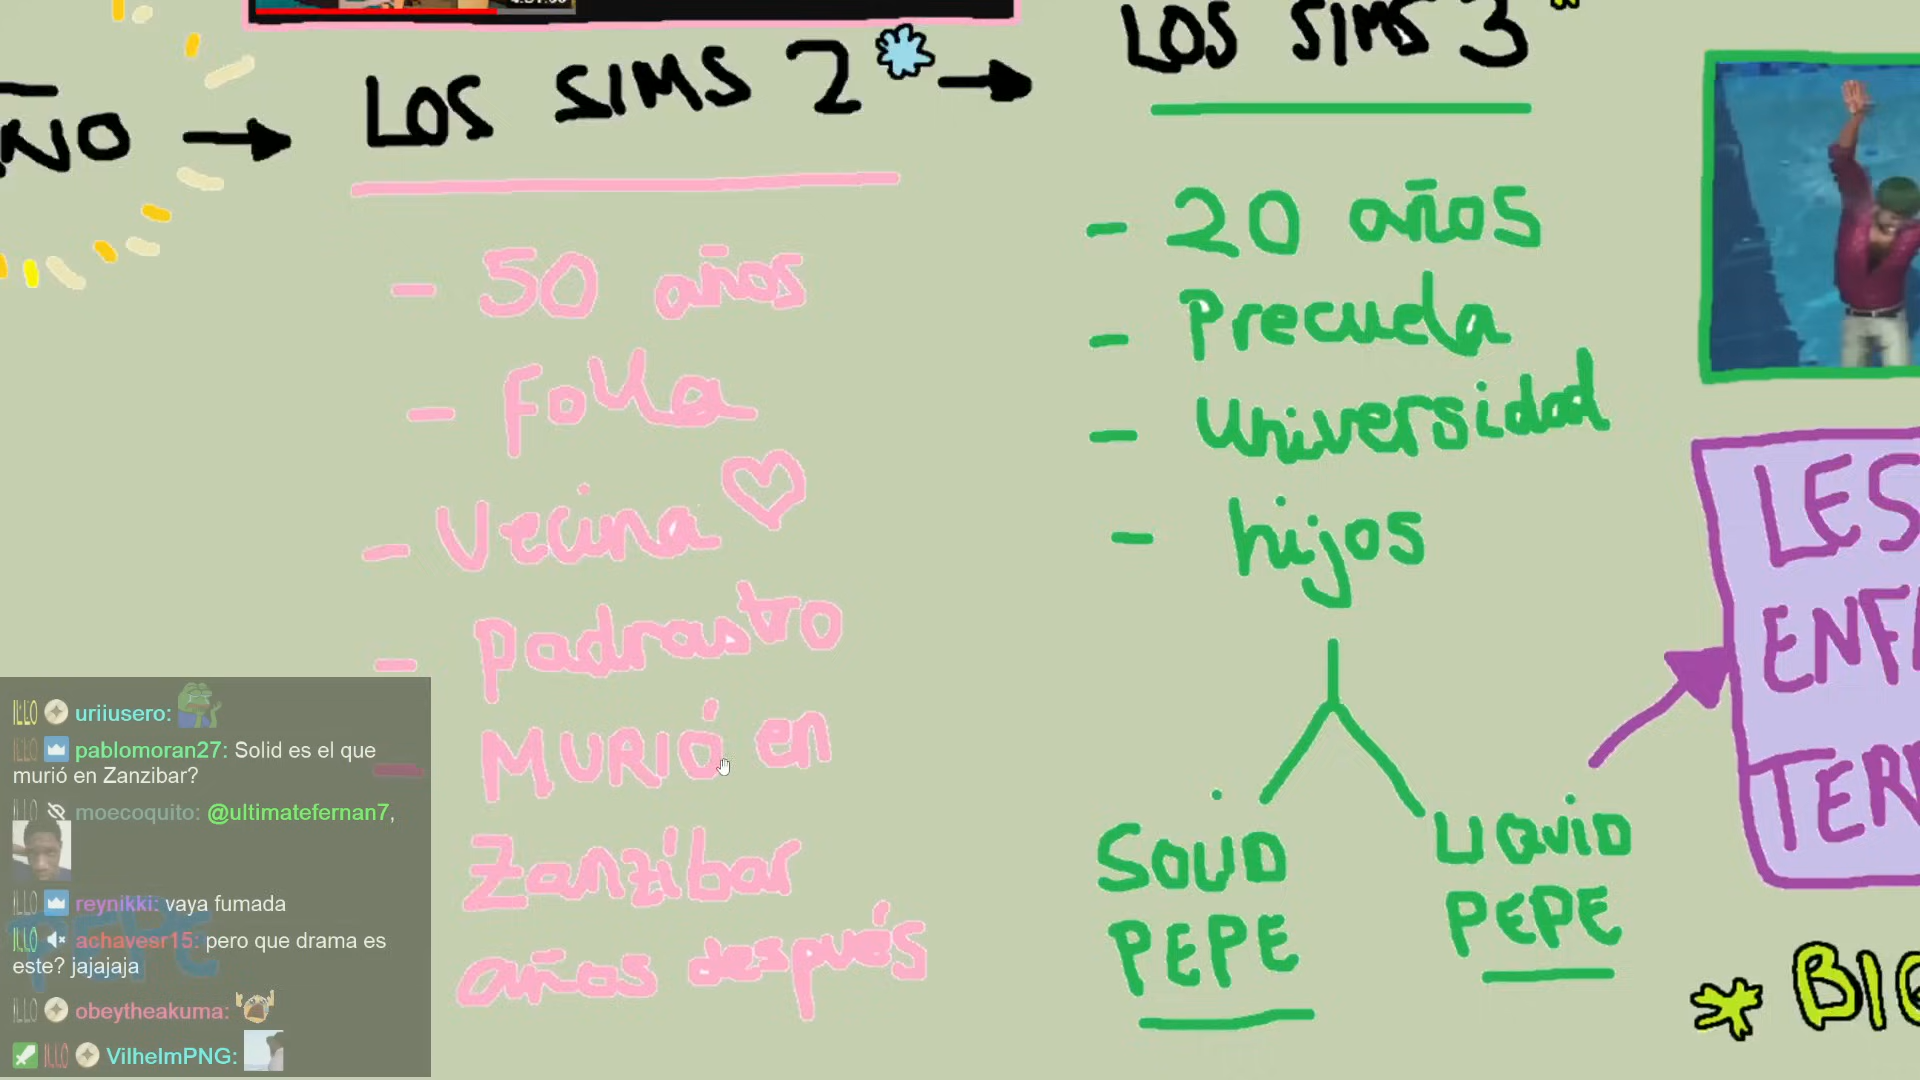 LOS SIMS 2
LOS SIMS 3
- 50 años
- Folla
- Vecina
- Padrastro
- MURIÓ en
Zanzíbar
años después
- 20 años
- Precuela
- Universidad
- hijos
SOLID
PEPE
LIQUID
PEPE
LES
ENF
TER
* BIG
uriiusero:
pablomoran27: Solid es el que
murió en Zanzibar?
moecoquito: @ultimatefernan7,
reynikki: vaya fumada
achavesr15: pero que drama es
este? jajajaja
obeytheakuma:
VilhelmPNG: